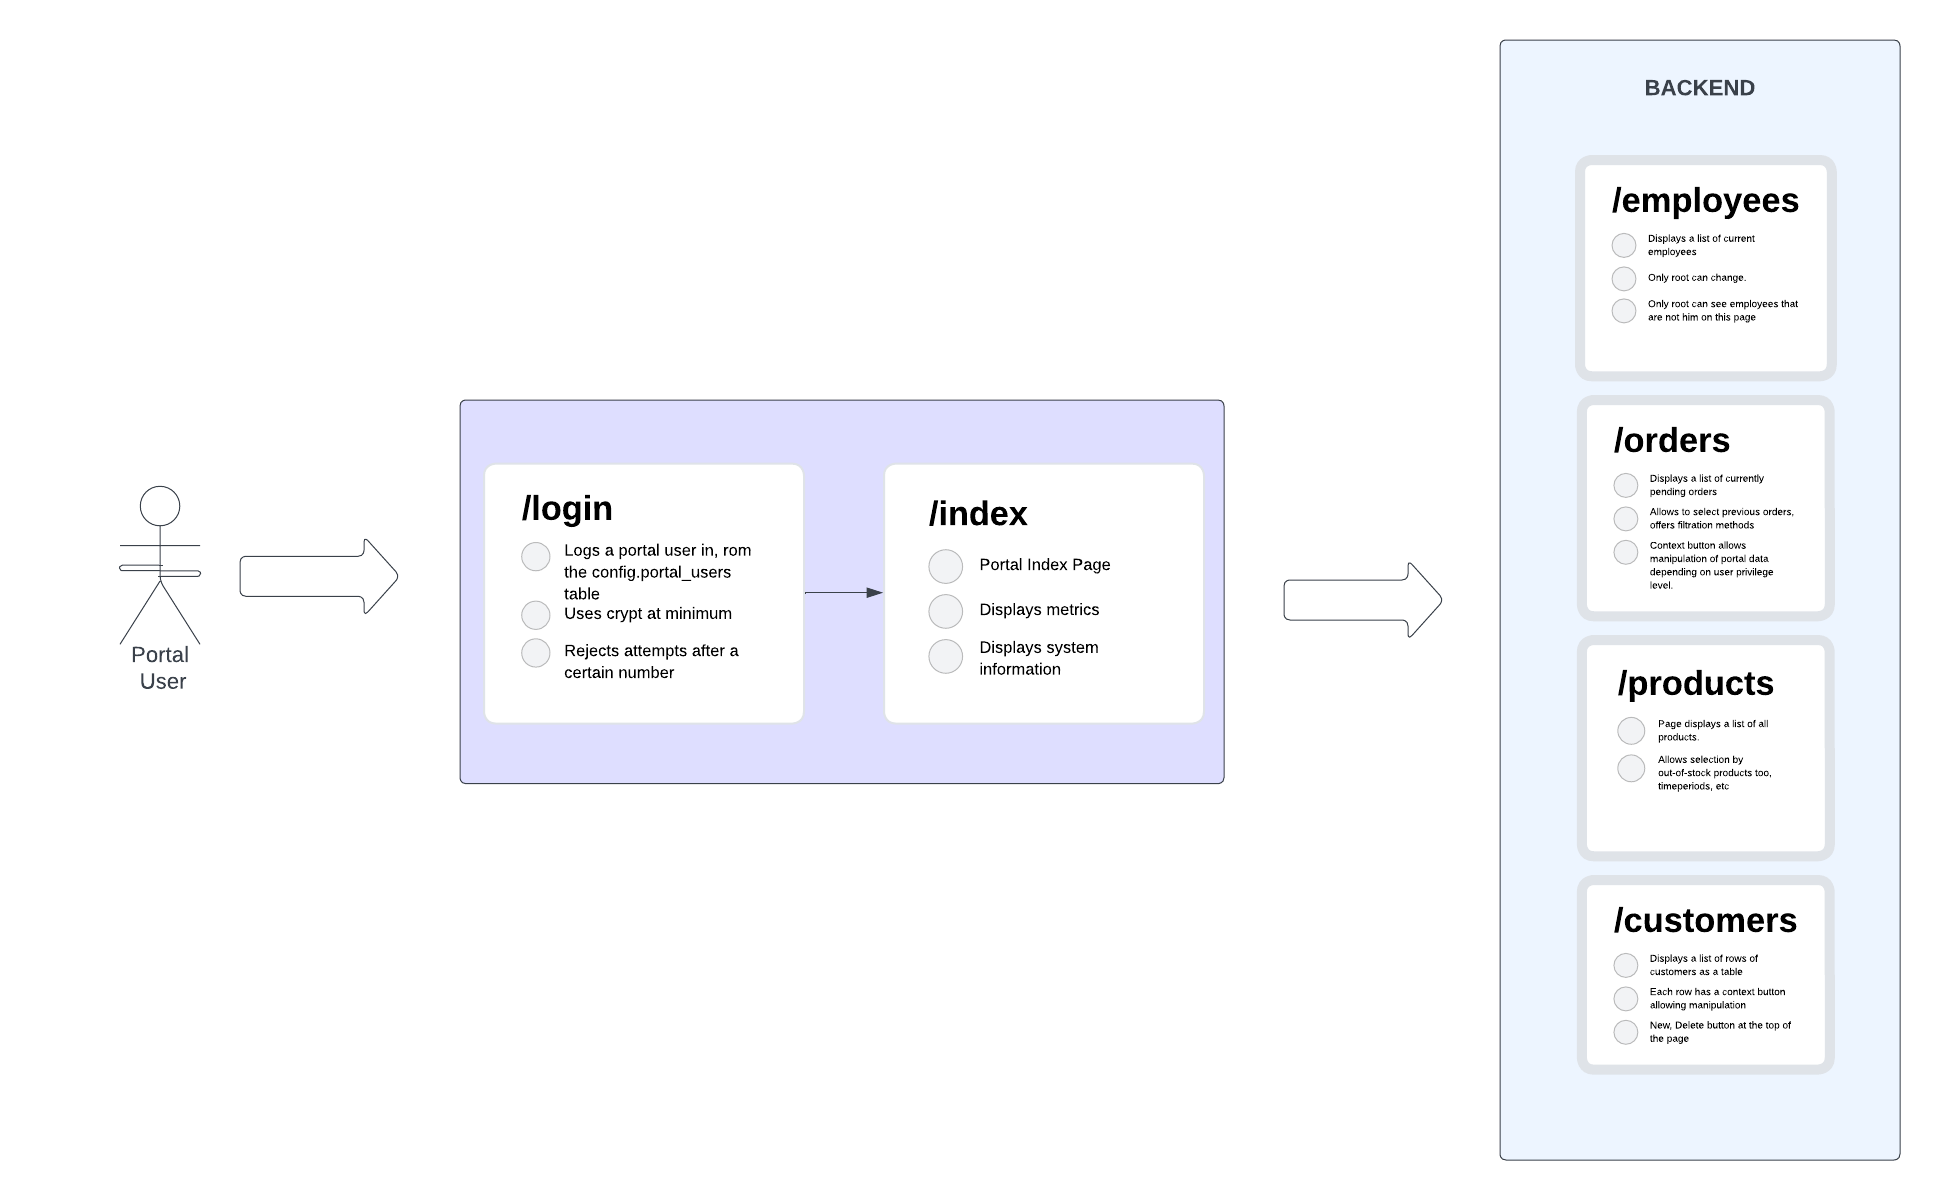 Portal
User
/login
Logs a portal user in, rom
the config.portal_users
table
Uses crypt at minimum
Rejects attempts after a
certain number
/index
Portal Index Page
Displays metrics
Displays system
information
BACKEND
/employees
Displays a list of current
employees
Only root can change.
Only root can see employees that
are not him on this page
/orders
Displays a list of currently
pending orders
Allows to select previous orders,
offers filtration methods
Context button allows
manipulation of portal data
depending on user privilege
level.
/products
Page displays a list of all
products.
Allows selection by
out-of-stock products too,
timeperiods, etc
/customers
Displays a list of rows of
customers as a table
Each row has a context button
allowing manipulation
New, Delete button at the top of
the page